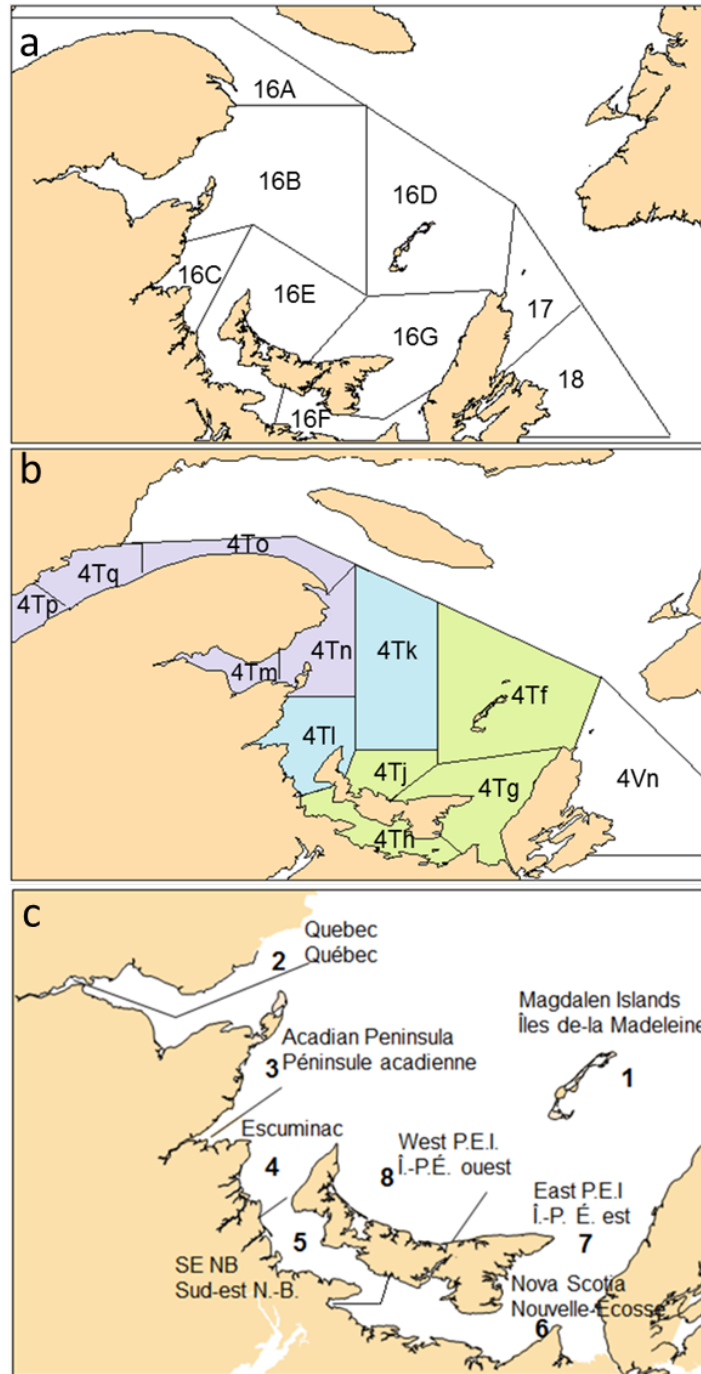 a
16A
16B
16D
16C
16E
17
16G
18
16F
b
4To
4Tq
4Tp
4Tn
4Tk
4Tm
4Tf
4Tl
4Tj
4Tg
4Vn
4Th
c
Quebec
2 Québec
Magdalen Islands
Îles de-la Madeleine
1
Acadian Peninsula
3 Péninsule acadienne
Escuminac
4
West P.E.I.
8 Î.-P.É. ouest
East P.E.I
Î.-P. É. est
7
5
SE NB
Sud-est N.-B.
Nova Scotia
Nouvelle-Ecosse
6